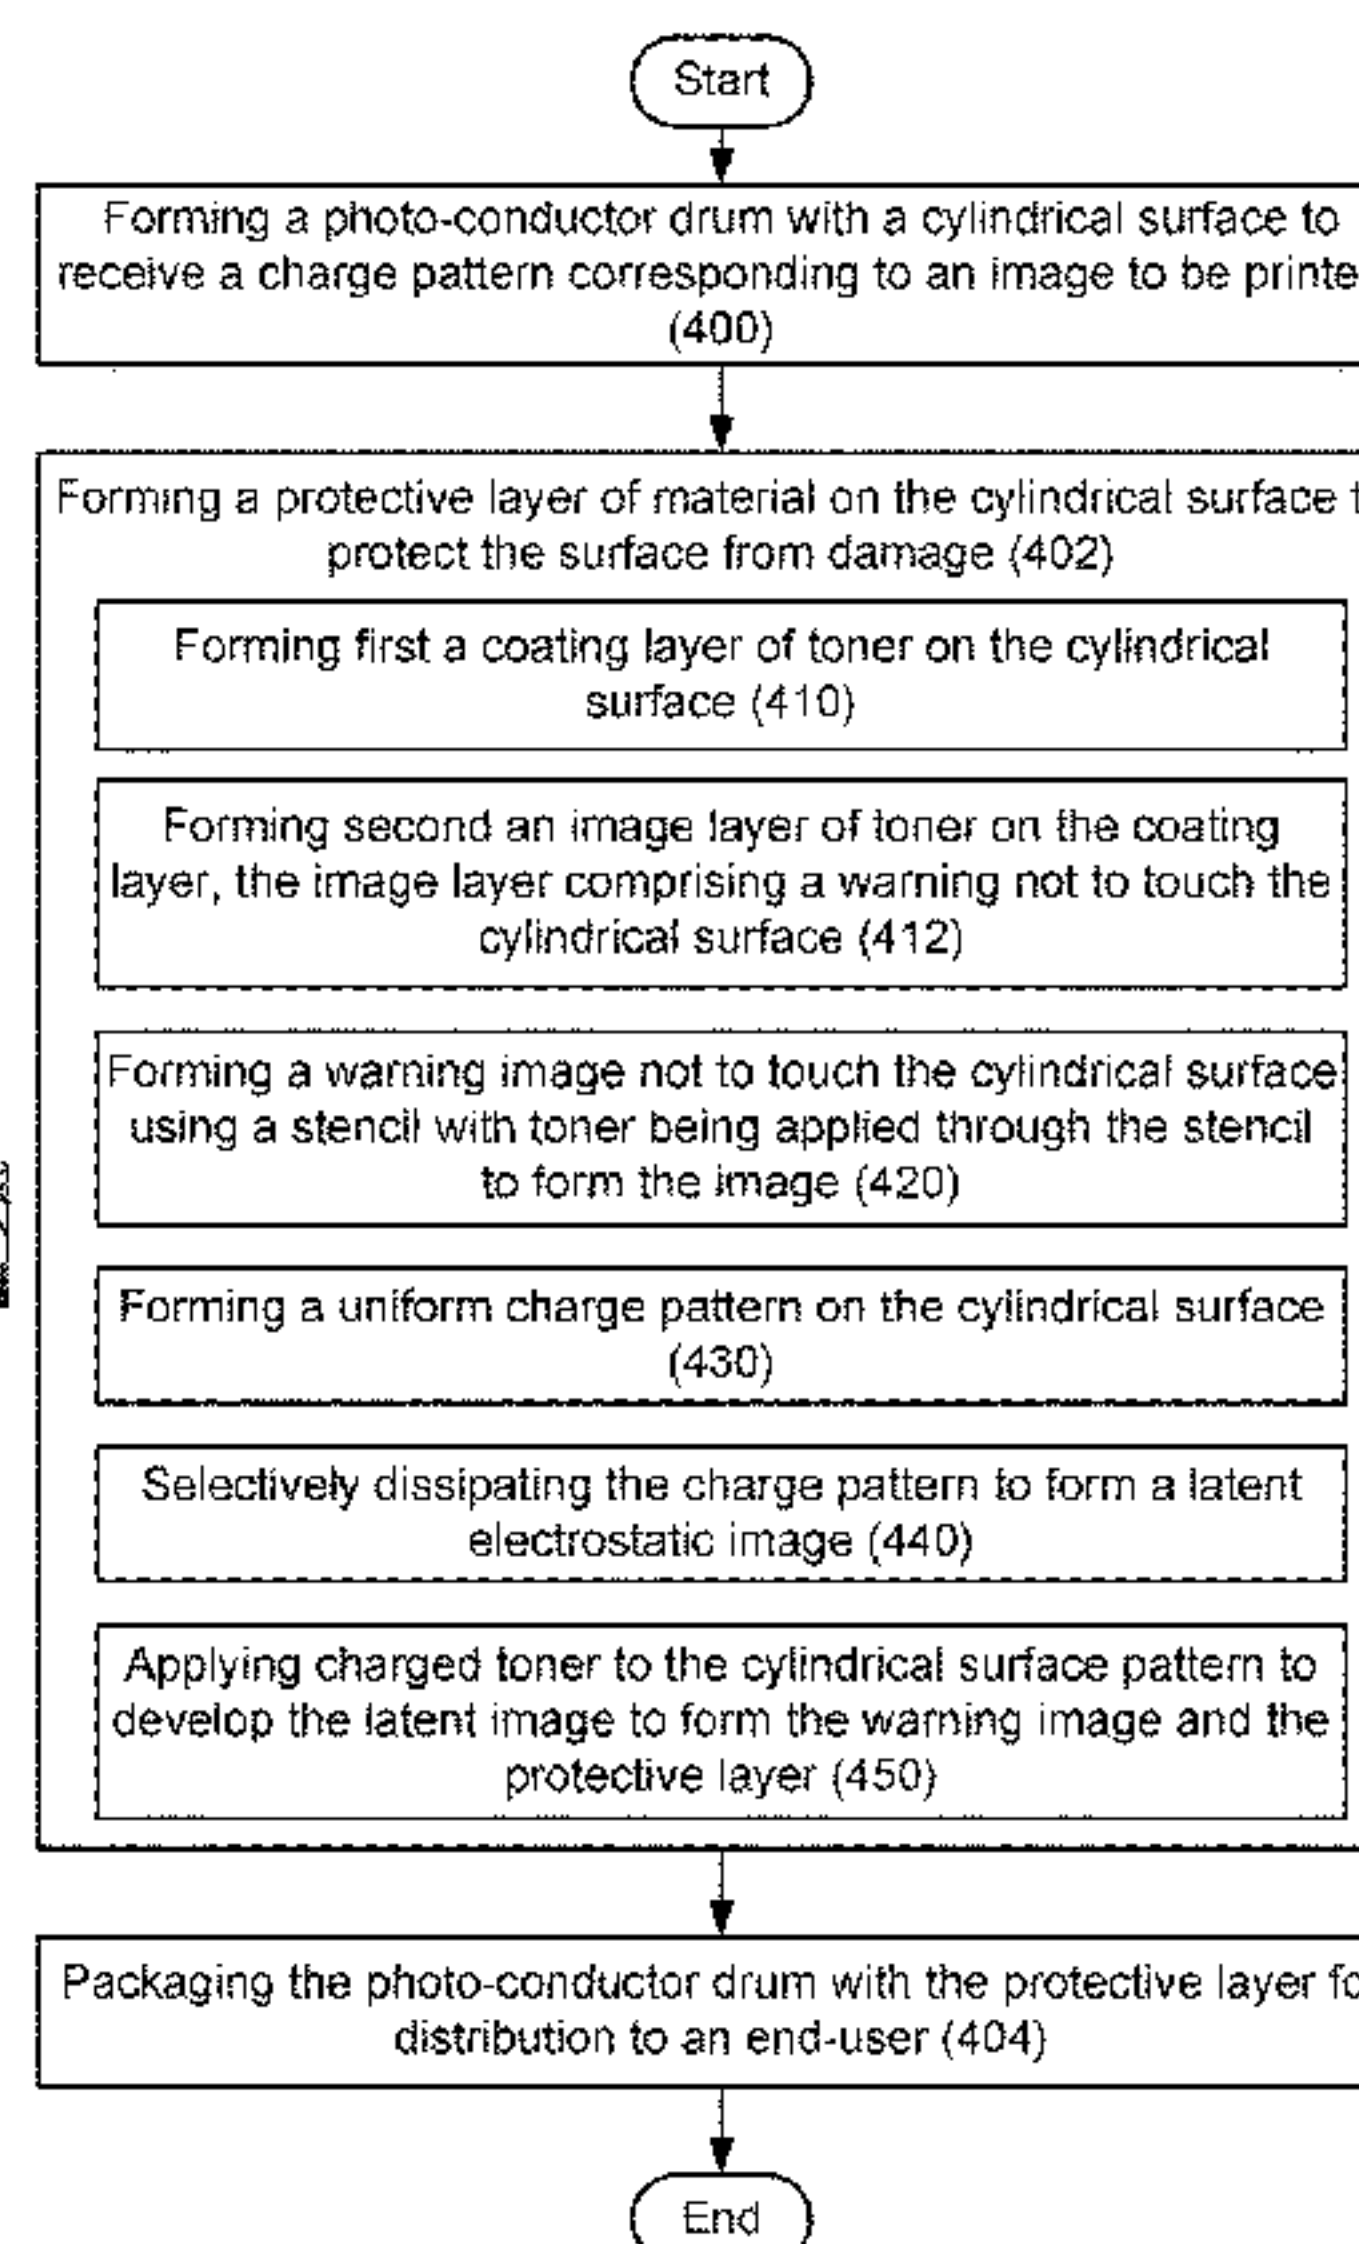 Start
Forming a photo-conductor drum with a cylindrical surface to
receive a charge pattern corresponding to an image to be printe
(400)
Forming a protective layer of material on the cylindrical surface t
protect the surface from damage (402)
Forming first a coating layer of toner on the cylindrical
surface (410)
Forming second an image layer of toner on the coating
layer, the image layer comprising a warning not to touch the
cylindrical surface (412)
Forming a warning image not to touch the cylindrical surface
using a stencil with toner being applied through the stencil
to form the image (420)
Forming a uniform charge pattern on the cylindrical surface
(430)
Selectively dissipating the charge pattern to form a latent
electrostatic image (440)
Applying charged toner to the cylindrical surface pattern to
develop the latent image to form the warning image and the
protective layer (450)
Packaging the photo-conductor drum with the protective layer fo
distribution to an end-user (404)
End